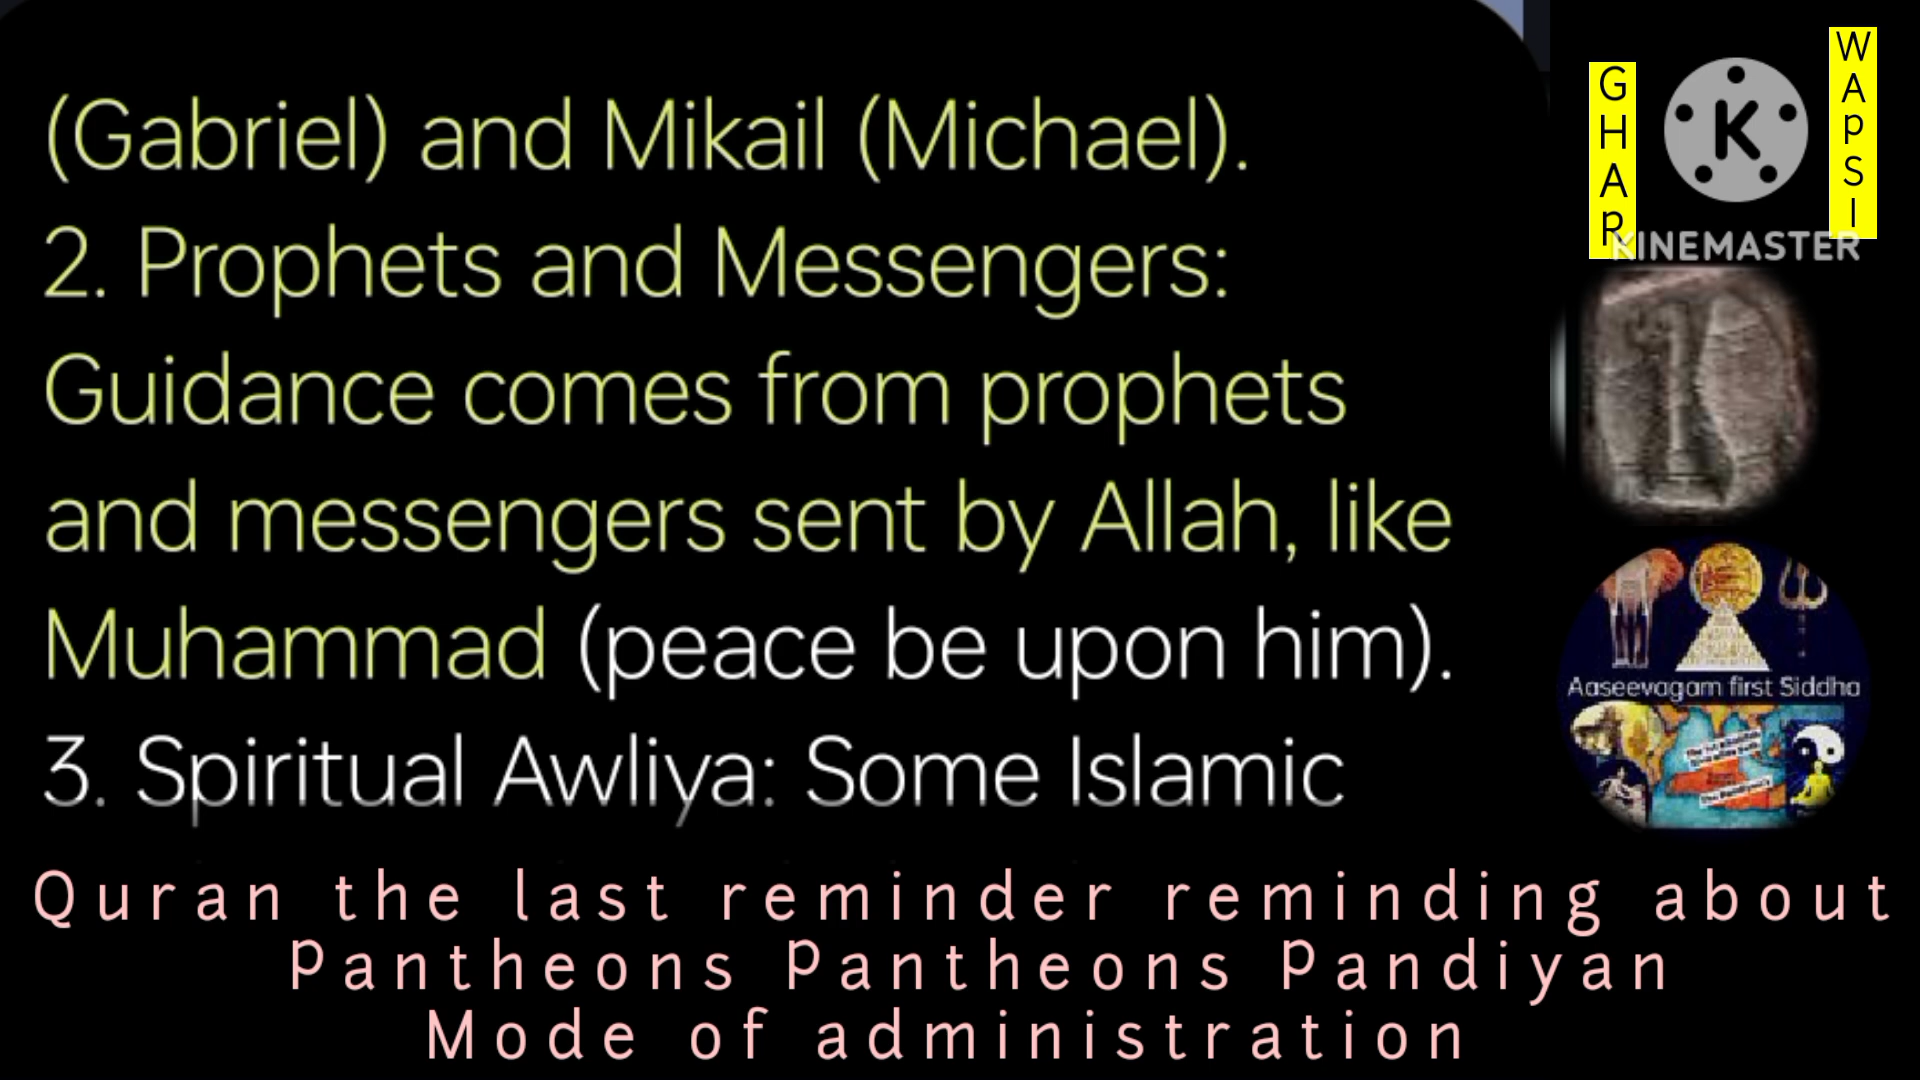 (Gabriel) and Mikail (Michael).
2. Prophets and Messengers:
Guidance comes from prophets
and messengers sent by Allah, like
Muhammad (peace be upon him).
3. Spiritual Awliya: Some Islamic
GHAP
WAPSI
KINEMASTER
Aaseevagam first Siddha
Quran the last reminder reminding about
Pantheons Pantheons Pandiyan
Mode of administration